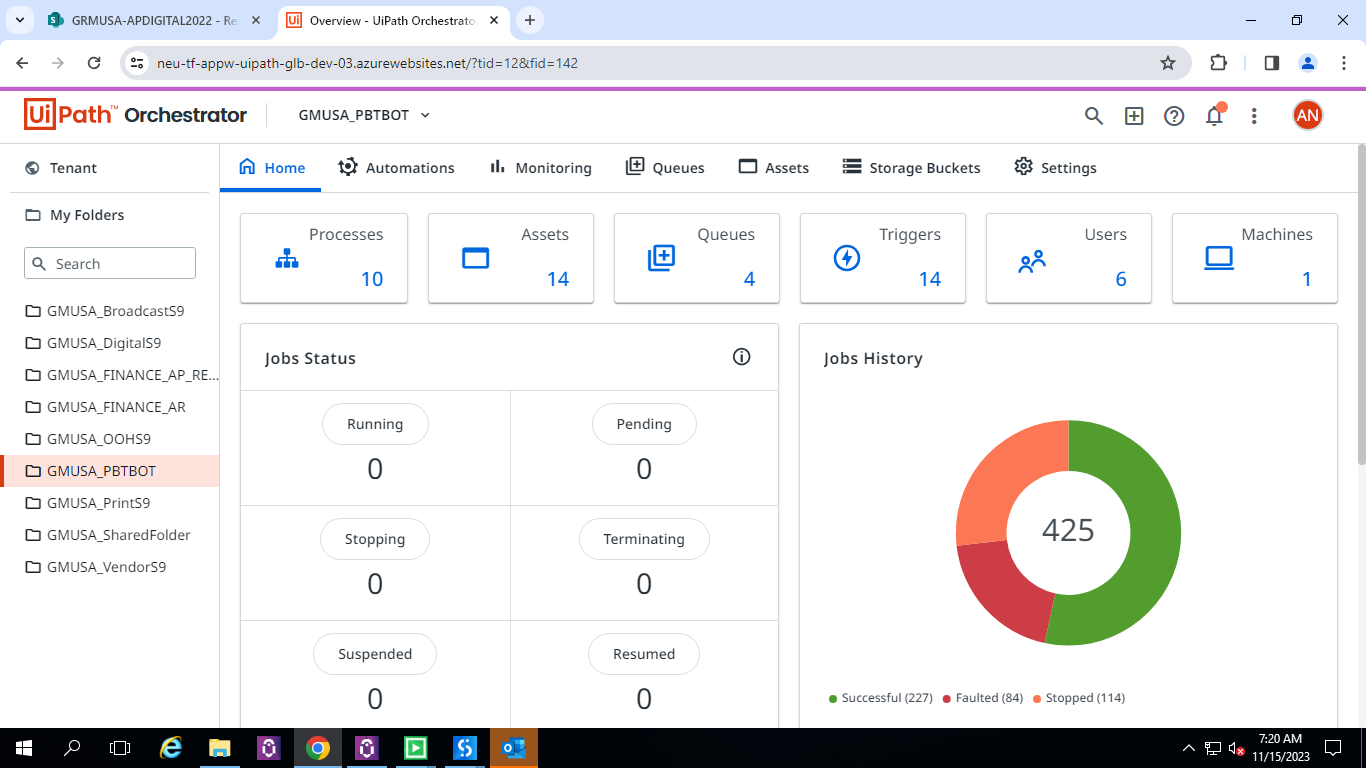 GRMUSA-APDIGITAL2022 - Re
Overview - UiPath Orchestrato
neu-tf-appw-uipath-glb-dev-03.azurewebsites.net/?tid=12&fid=142
UiPath™ Orchestrator
GMUSA_PBTBOT
AN
Tenant
Home
Automations
Monitoring
Queues
Assets
Storage Buckets
Settings
My Folders
Search
GMUSA_BroadcastS9
GMUSA_DigitalS9
GMUSA_FINANCE_AP_RE...
GMUSA_FINANCE_AR
GMUSA_OOHS9
GMUSA_PBTBOT
GMUSA_PrintS9
GMUSA_SharedFolder
GMUSA_VendorS9
Processes
10
Assets
14
Queues
4
Triggers
14
Users
6
Machines
1
Jobs Status
Running
0
Pending
0
Stopping
0
Terminating
0
Suspended
0
Resumed
0
Jobs History
425
Successful (227)
Faulted (84)
Stopped (114)
7:20 AM
11/15/2023